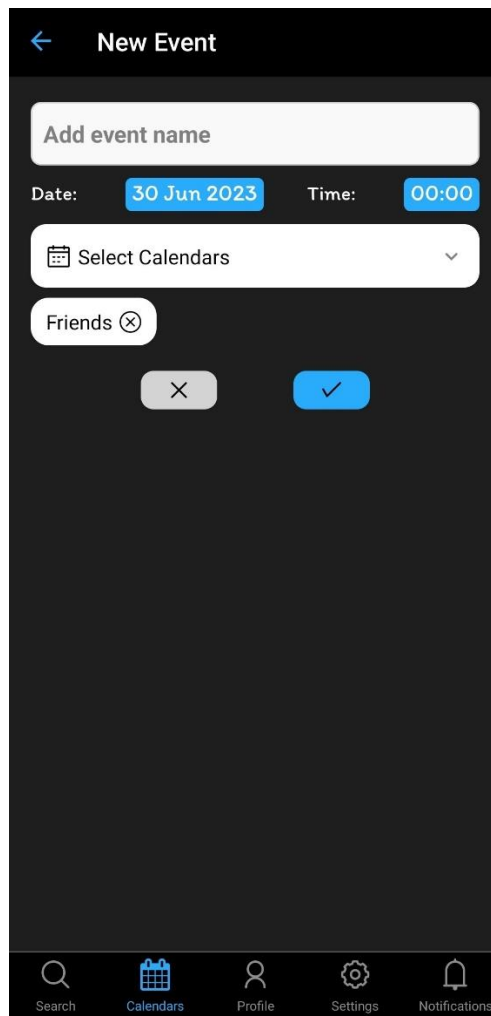 New Event
Add event name
Date: 30 Jun 2023 Time: 00:00
Select Calendars
Friends
Search Calendars Profile Settings Notifications